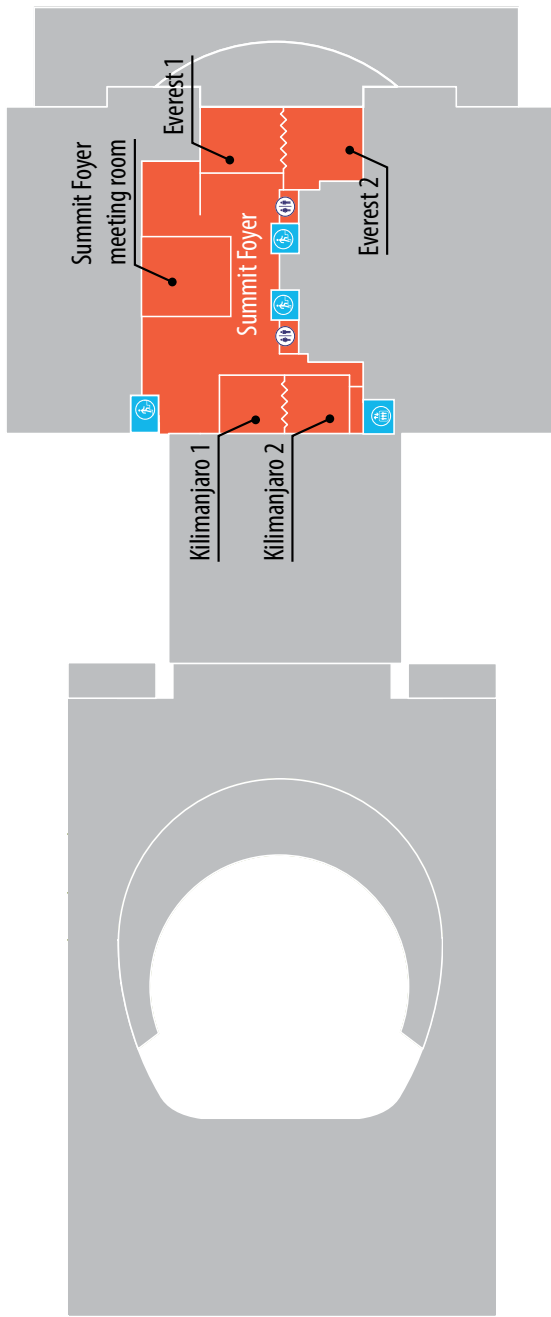 Everest 1
Summit Foyer
meeting room
Summit Foyer
Everest 2
Kilimanjaro 1
Kilimanjaro 2